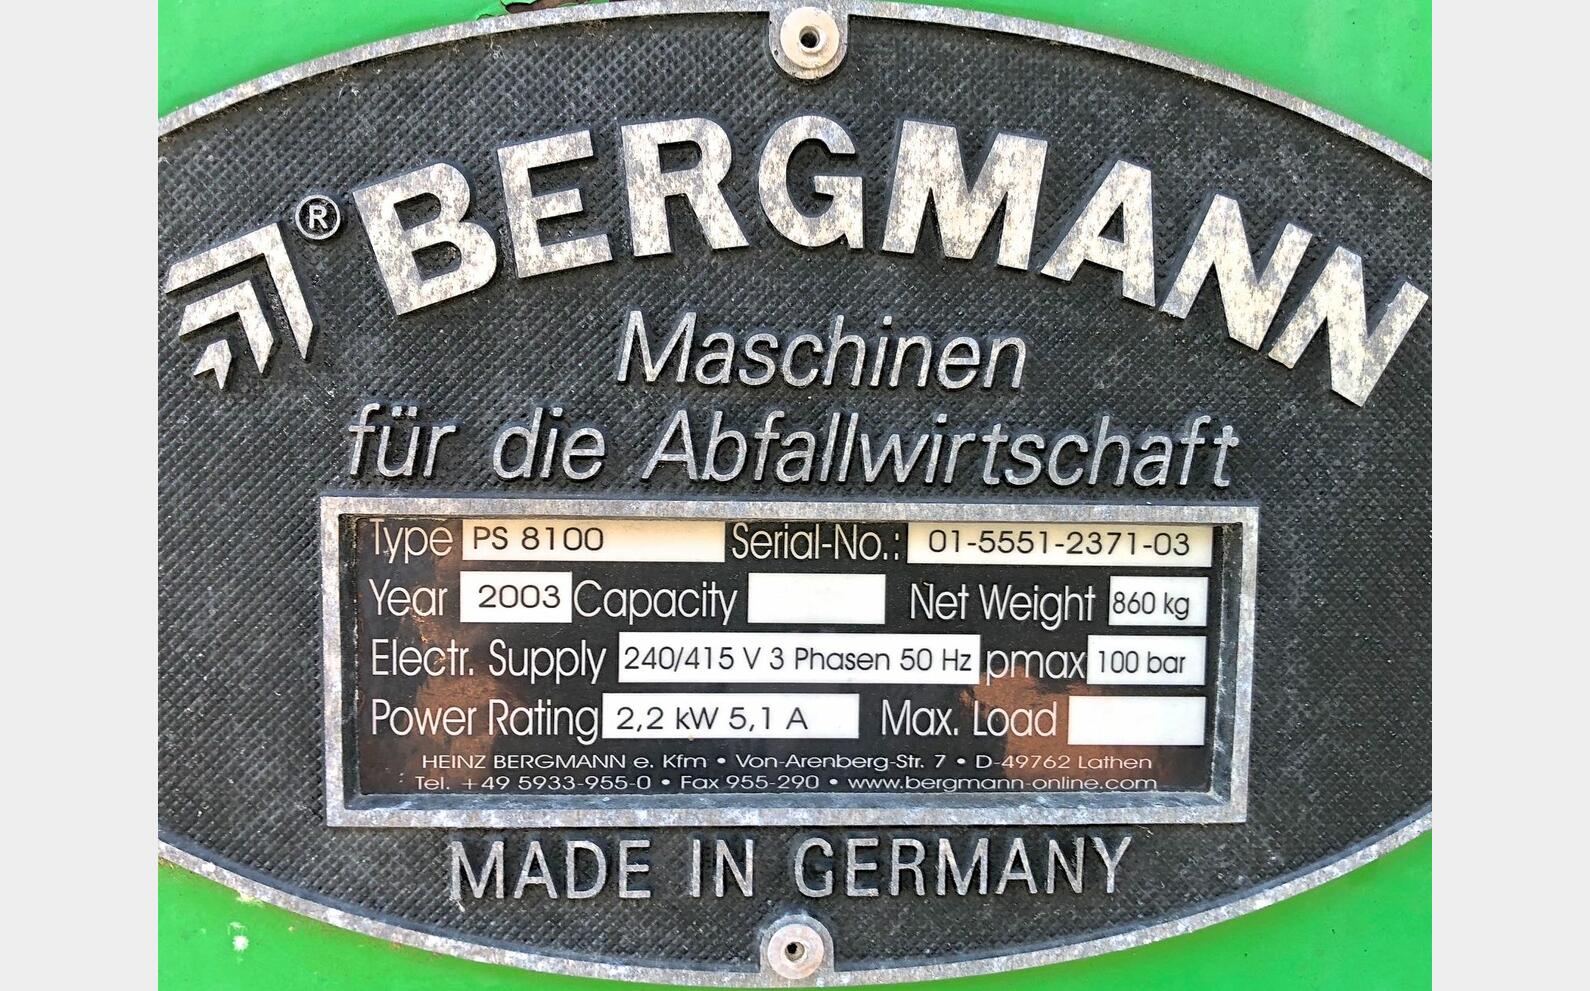 ® BERGMANN
Maschinen
für die Abfallwirtschaft
Type PS 8100 Serial-No.: 01-5551-2371-03
Year 2003 Capacity Net Weight 860 kg
Electr. Supply 240/415 V 3 Phasen 50 Hz pmax 100 bar
Power Rating 2,2 kW 5,1 A Max. Load
HEINZ BERGMANN e. Kfm • Von-Arenberg-Str. 7 • D-49762 Lathen
Tel. +49 5933-955-0 • Fax 955-290 • www.bergmann-online.com
MADE IN GERMANY